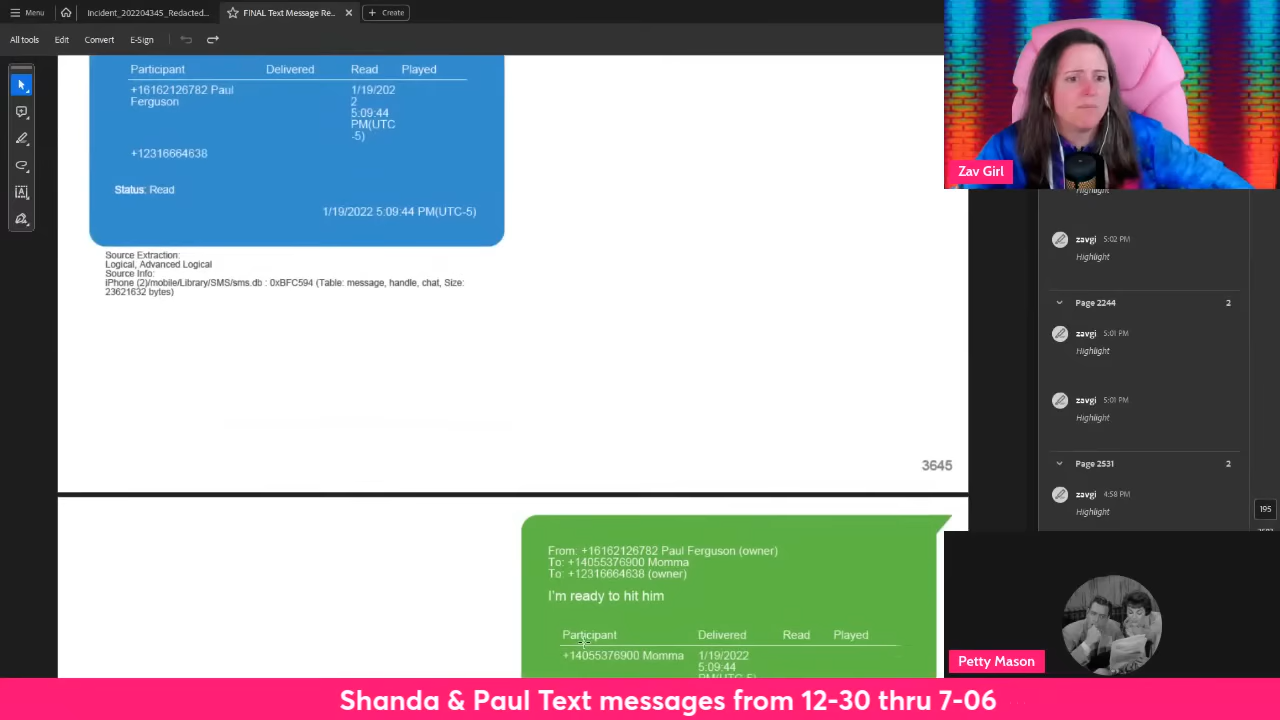 Menu
Incident_202204345_Redacted...
FINAL Text Message Re...
Create
All tools
Edit
Convert
E-Sign
Participant Delivered Read Played
+16162126782 Paul Ferguson
1/19/202
2
5:09:44
PM(UTC
-5)
+12316664638
Status: Read
1/19/2022 5:09:44 PM(UTC-5)
Source Extraction:
Logical, Advanced Logical
Source Info:
iPhone (2)/mobile/Library/SMS/sms.db : 0xBFC594 (Table: message, handle, chat, Size:
23621632 bytes)
3645
From: +16162126782 Paul Ferguson (owner)
To: +14055376900 Momma
To: +12316664638 (owner)
I'm ready to hit him
Participant Delivered Read Played
+14055376900 Momma 1/19/2022
5:09:44
PM(UTC-5)
Zav Girl
Highlight
zavgi 5:02 PM
Highlight
Page 2244 2
zavgi 5:01 PM
Highlight
zavgi 5:01 PM
Highlight
Page 2531 2
zavgi 4:58 PM
Highlight
195
Petty Mason
Shanda & Paul Text messages from 12-30 thru 7-06